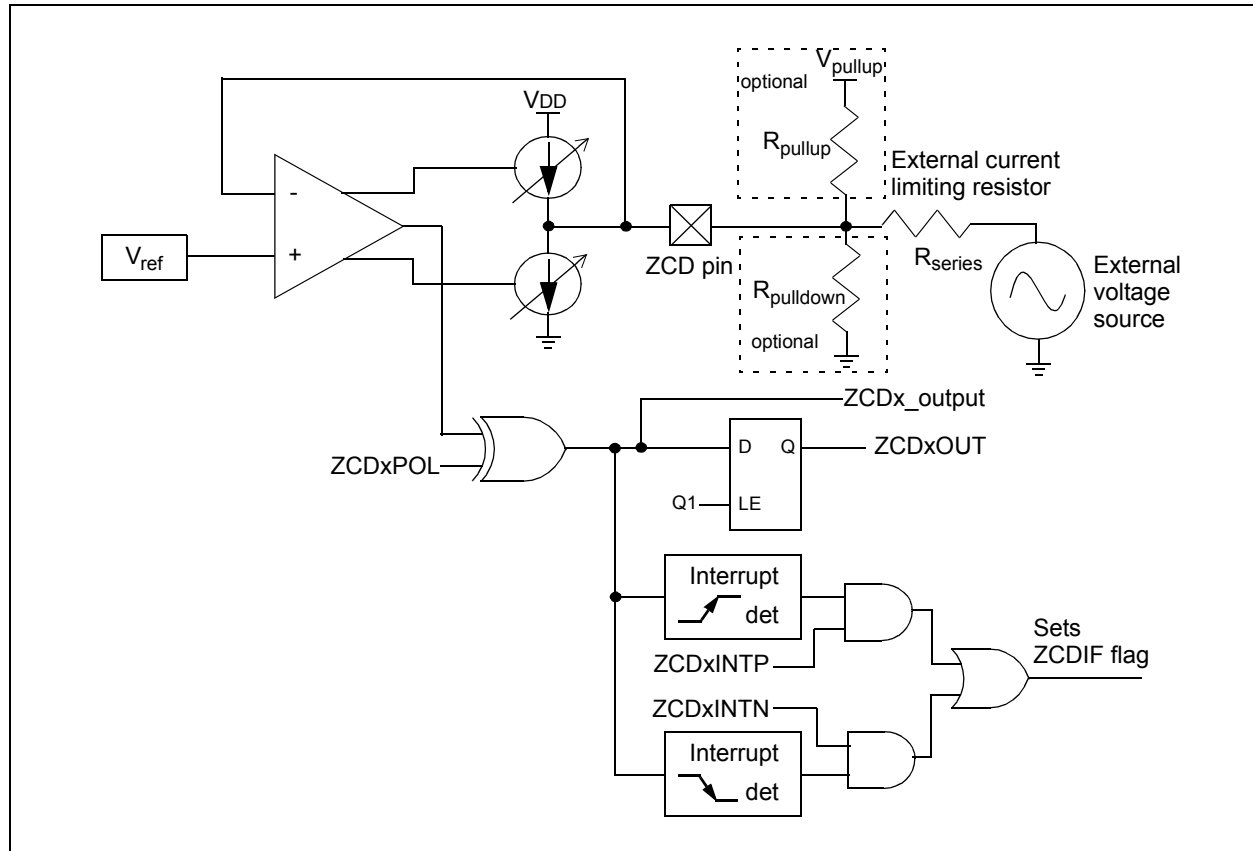 optional
Vpullup
VDD
Rpullup
External current
limiting resistor
-
Vref
+
ZCD pin
Rseries
Rpulldown
External
voltage
source
optional
ZCDx_output
D
Q
ZCDxOUT
ZCDxPOL
Q1
LE
Interrupt
det
Sets
ZCDIF flag
ZCDxINTP
ZCDxINTN
Interrupt
det